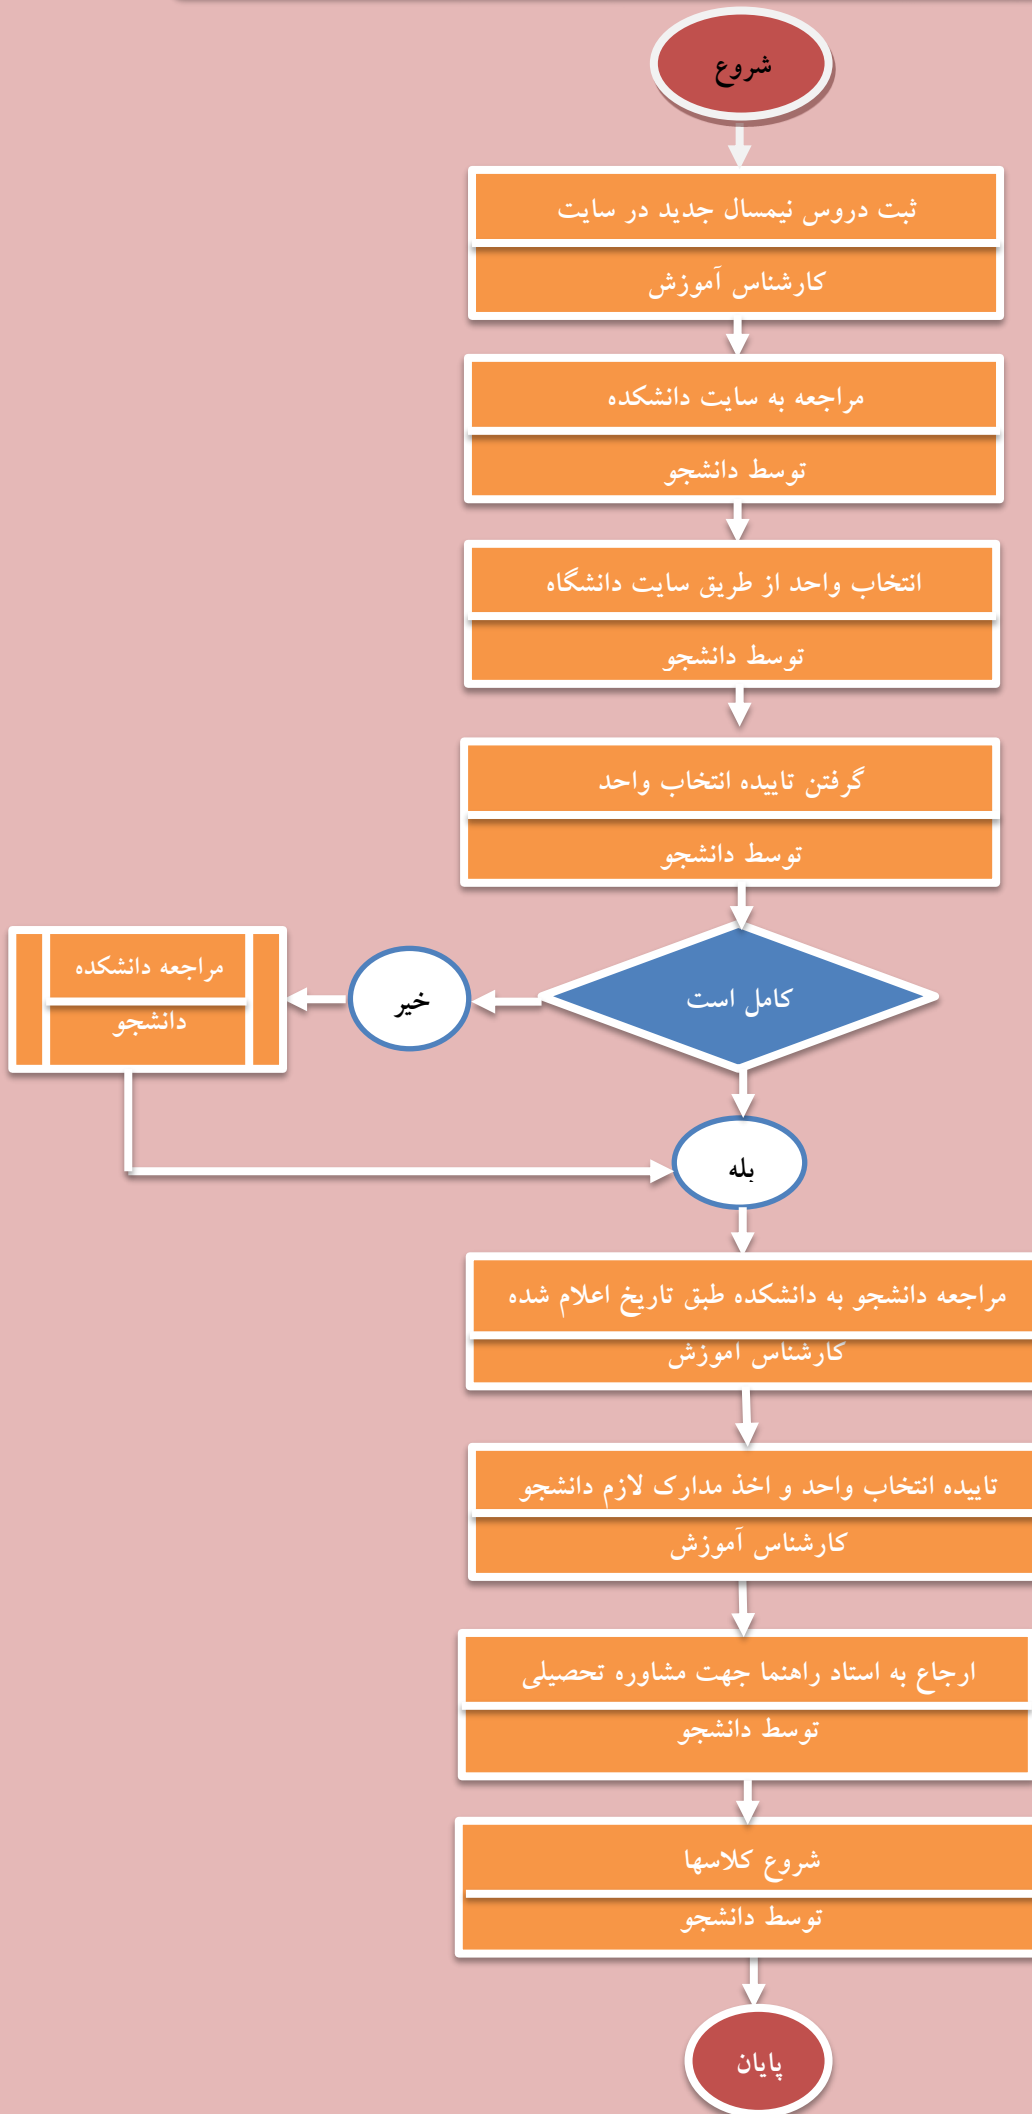 شروع
ثبت دروس نیمسال جدید در سایت
کارشناس آموزش
مراجعه به سایت دانشکده
توسط دانشجو
انتخاب واحد از طریق سایت دانشگاه
توسط دانشجو
گرفتن تاییده انتخاب واحد
توسط دانشجو
کامل است
خیر
مراجعه دانشکده
دانشجو
بله
مراجعه دانشجو به دانشکده طبق تاریخ اعلام شده
کارشناس آموزش
تاییده انتخاب واحد و اخذ مدارک لازم دانشجو
کارشناس آموزش
ارجاع به استاد راهنما جهت مشاوره تحصیلی
توسط دانشجو
شروع کلاسها
توسط دانشجو
پایان